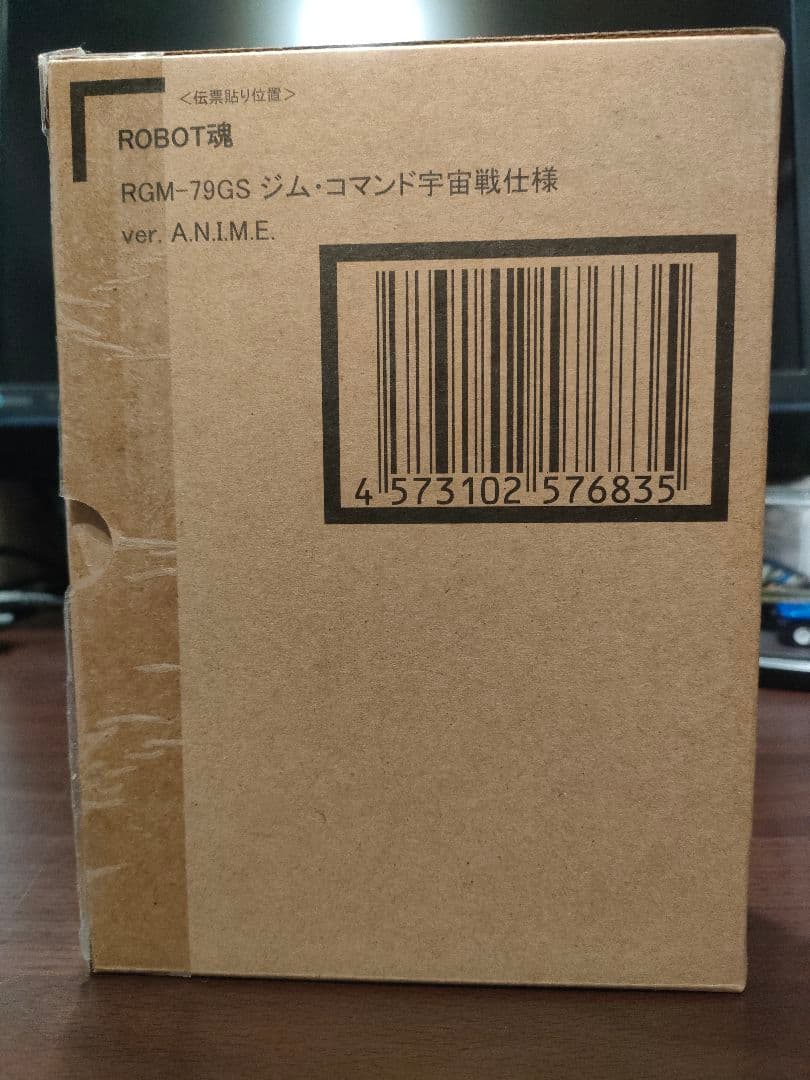 <伝票貼り位置>
ROBOT魂
RGM-79GS ジム・コマンド宇宙戦仕様
ver. A.N.I.M.E.
4 573102 576835